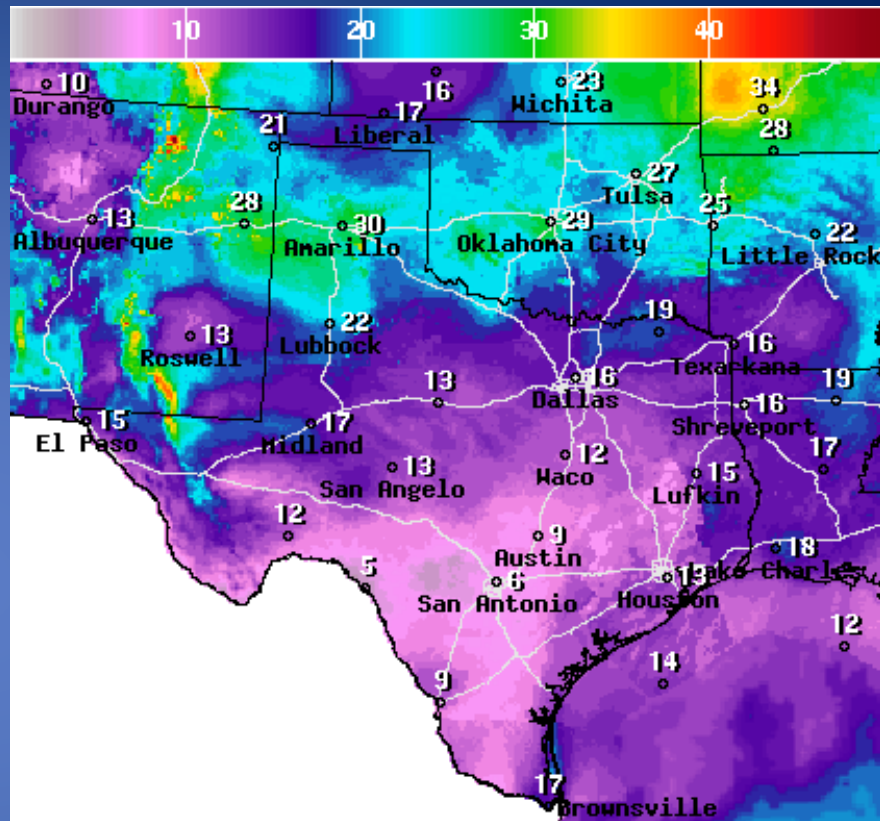 10 20 30 40
10
Durango
16
17
Liberal
23
Wichita
34
28
21
27
Tulsa
13
Albuquerque
28
30
Amarillo
29
Oklahoma City
25
22
Little Rock
13
Roswell
22
Lubbock
19
16
Texarkana
13
16
Dallas
16
Shreveport
19
15
El Paso
17
Midland
13
San Angelo
12
Waco
15
Lufkin
17
12
9
Austin
18
Lake Charles
5
6
San Antonio
13
Houston
12
14
9
17
Brownsville